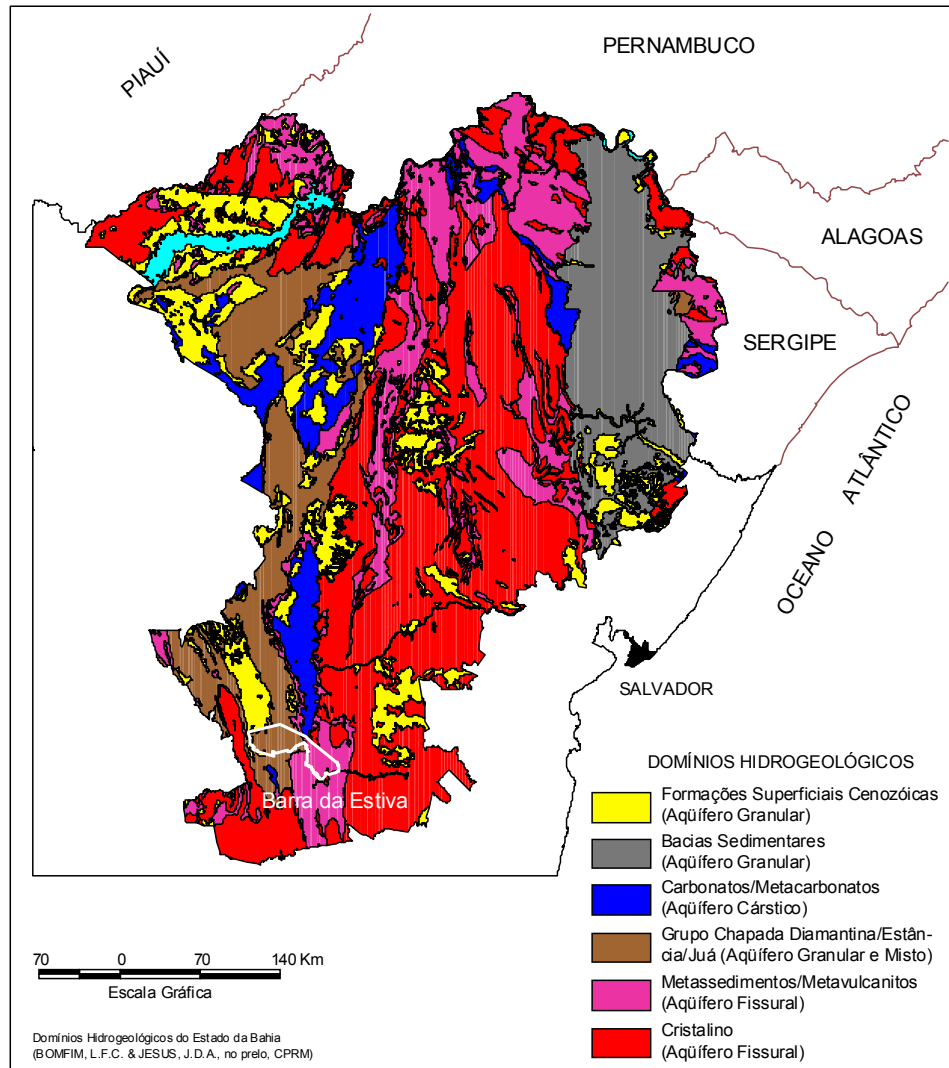 PIAUÍ
PERNAMBUCO
ALAGOAS
SERGIPE
OCEANO ATLÂNTICO
SALVADOR
Barra da Estiva
DOMÍNIOS HIDROGEOLÓGICOS
Formações Superficiais Cenozóicas
(Aqüífero Granular)
Bacias Sedimentares
(Aqüífero Granular)
Carbonatos/Metacarbonatos
(Aqüífero Cárstico)
Grupo Chapada Diamantina/Estân-
cia/Juá (Aqüífero Granular e Misto)
Metassedimentos/Metavulcanitos
(Aqüífero Fissural)
Cristalino
(Aqüífero Fissural)
70 0 70 140 Km
Escala Gráfica
Domínios Hidrogeológicos do Estado da Bahia
(BOMFIM, L.F.C. & JESUS, J.D.A., no prelo, CPRM)